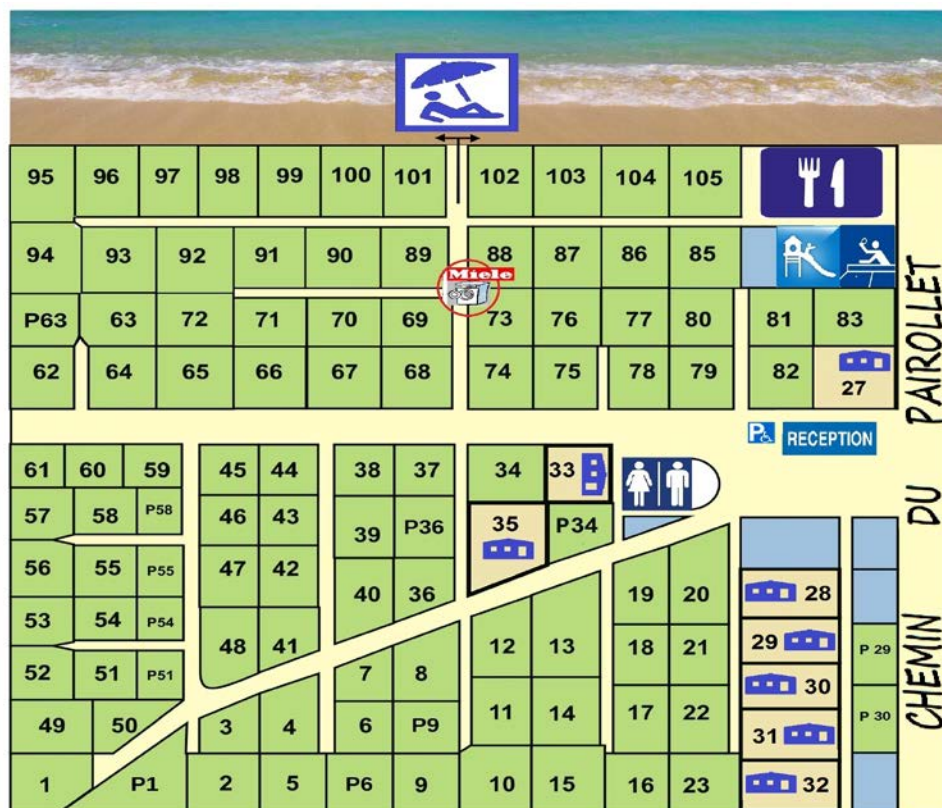 95 96 97 98 99 100 101 102 103 104 105
94 93 92 91 90 89 88 87 86 85
Miele
P63 63 72 71 70 69 73 76 77 80 81 83
62 64 65 66 67 68 74 75 78 79 82 27
RECEPTION
P
61 60 59 45 44 38 37 34 33
57 58 P58 46 43 39 P36 35 P34
56 55 P55 47 42 40 36 19 20 28
53 54 P54 48 41 12 13 18 21 29 P 29
52 51 P51 7 8 11 14 17 22 30 P 30
49 50 3 4 6 P9 31
1 P1 2 5 P6 9 10 15 16 23 32
CHEMIN DU PAIROLLET